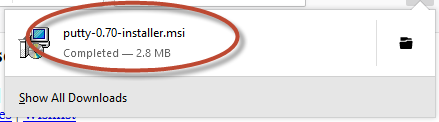 putty-0.70-installer.msi
Completed — 2.8 MB
Show All Downloads